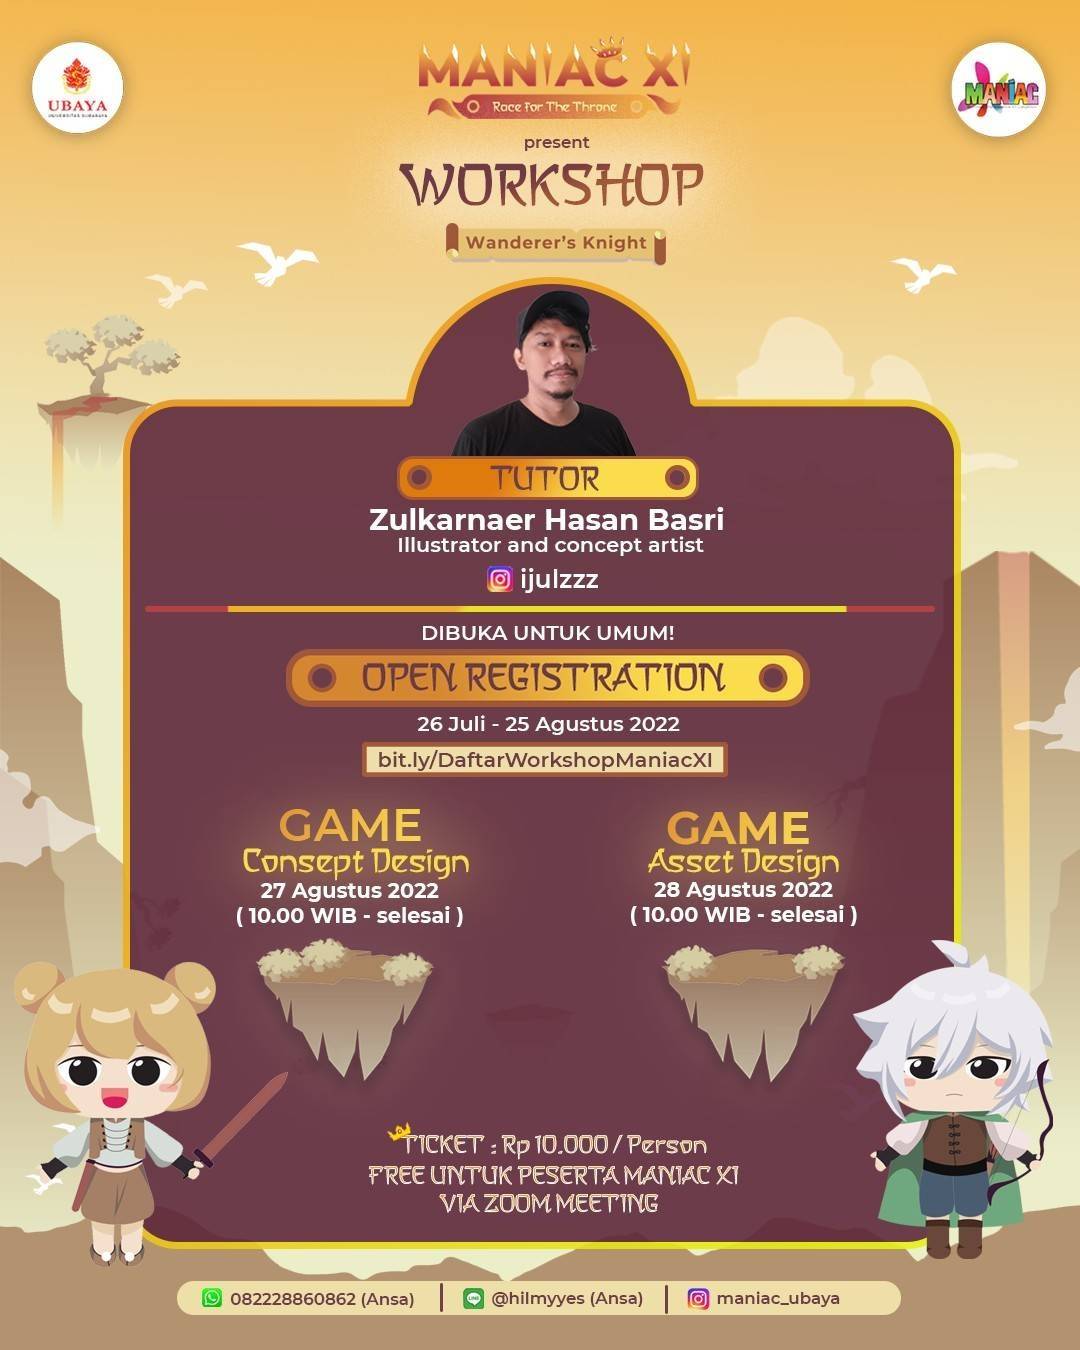 UBAYA
UNIVERSITAS SURABAYA
MANIAC XI
MANIAC
Race for The Throne
present
WORKSHOP
Wanderer's Knight
TUTOR
Zulkarnaer Hasan Basri
Illustrator and concept artist
ijulzzz
DIBUKA UNTUK UMUM!
OPEN REGISTRATION
26 Juli - 25 Agustus 2022
bit.ly/DaftarWorkshopManiacXI
GAME
Consept Design
27 Agustus 2022
( 10.00 WIB - selesai )
GAME
Asset Design
28 Agustus 2022
( 10.00 WIB - selesai )
TICKET : Rp 10.000 / Person
FREE UNTUK PESERTA MANIAC XI
VIA ZOOM MEETING
082228860862 (Ansa)
@hilmyyes (Ansa)
maniac_ubaya